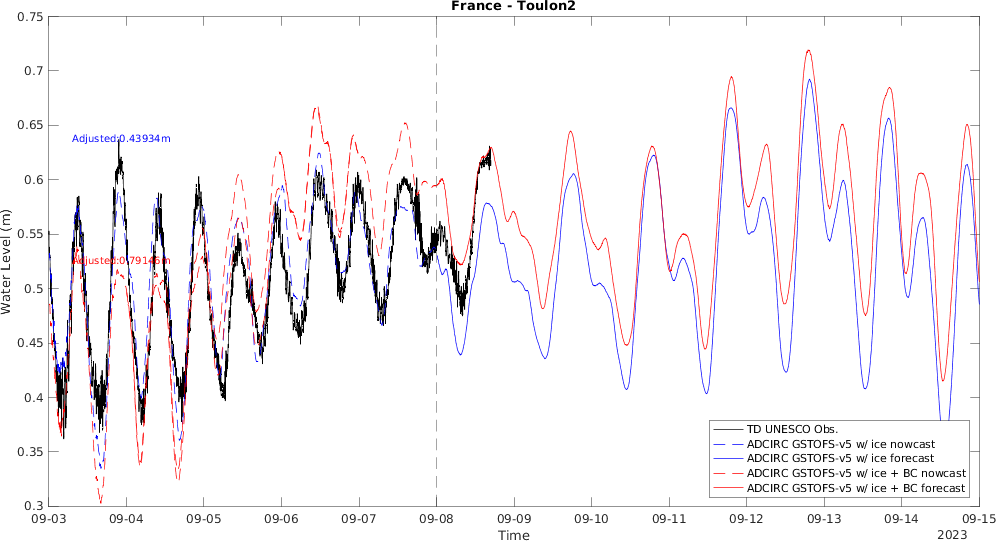 France - Toulon2
0.75
0.7
0.65
0.6
0.55
0.5
0.45
0.4
0.35
0.3
Water Level (m)
Adjusted:0.43934m
Adjusted:0.79145m
TD UNESCO Obs.
ADCIRC GSTOFS-v5 w/ ice nowcast
ADCIRC GSTOFS-v5 w/ ice forecast
ADCIRC GSTOFS-v5 w/ ice + BC nowcast
ADCIRC GSTOFS-v5 w/ ice + BC forecast
09-03 09-04 09-05 09-06 09-07 09-08 09-09 09-10 09-11 09-12 09-13 09-14 09-15
Time
2023